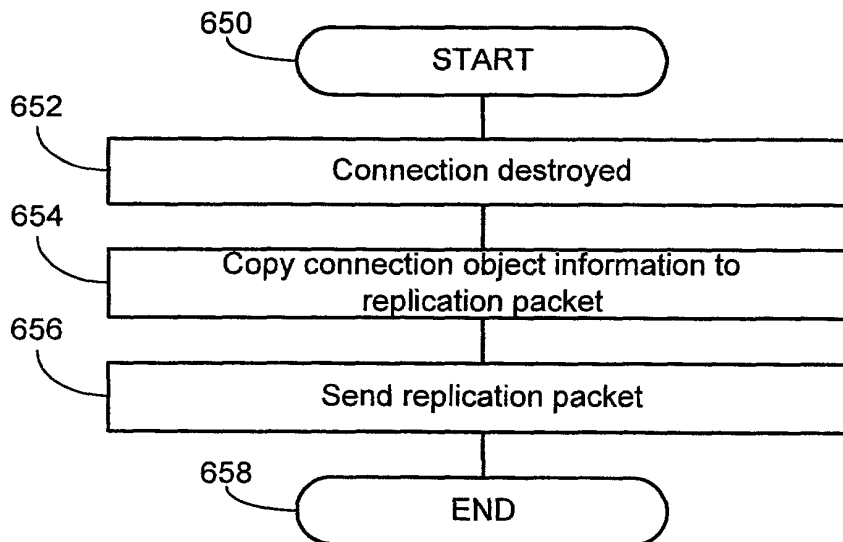 650
START
652
Connection destroyed
654
Copy connection object information to
replication packet
656
Send replication packet
658
END